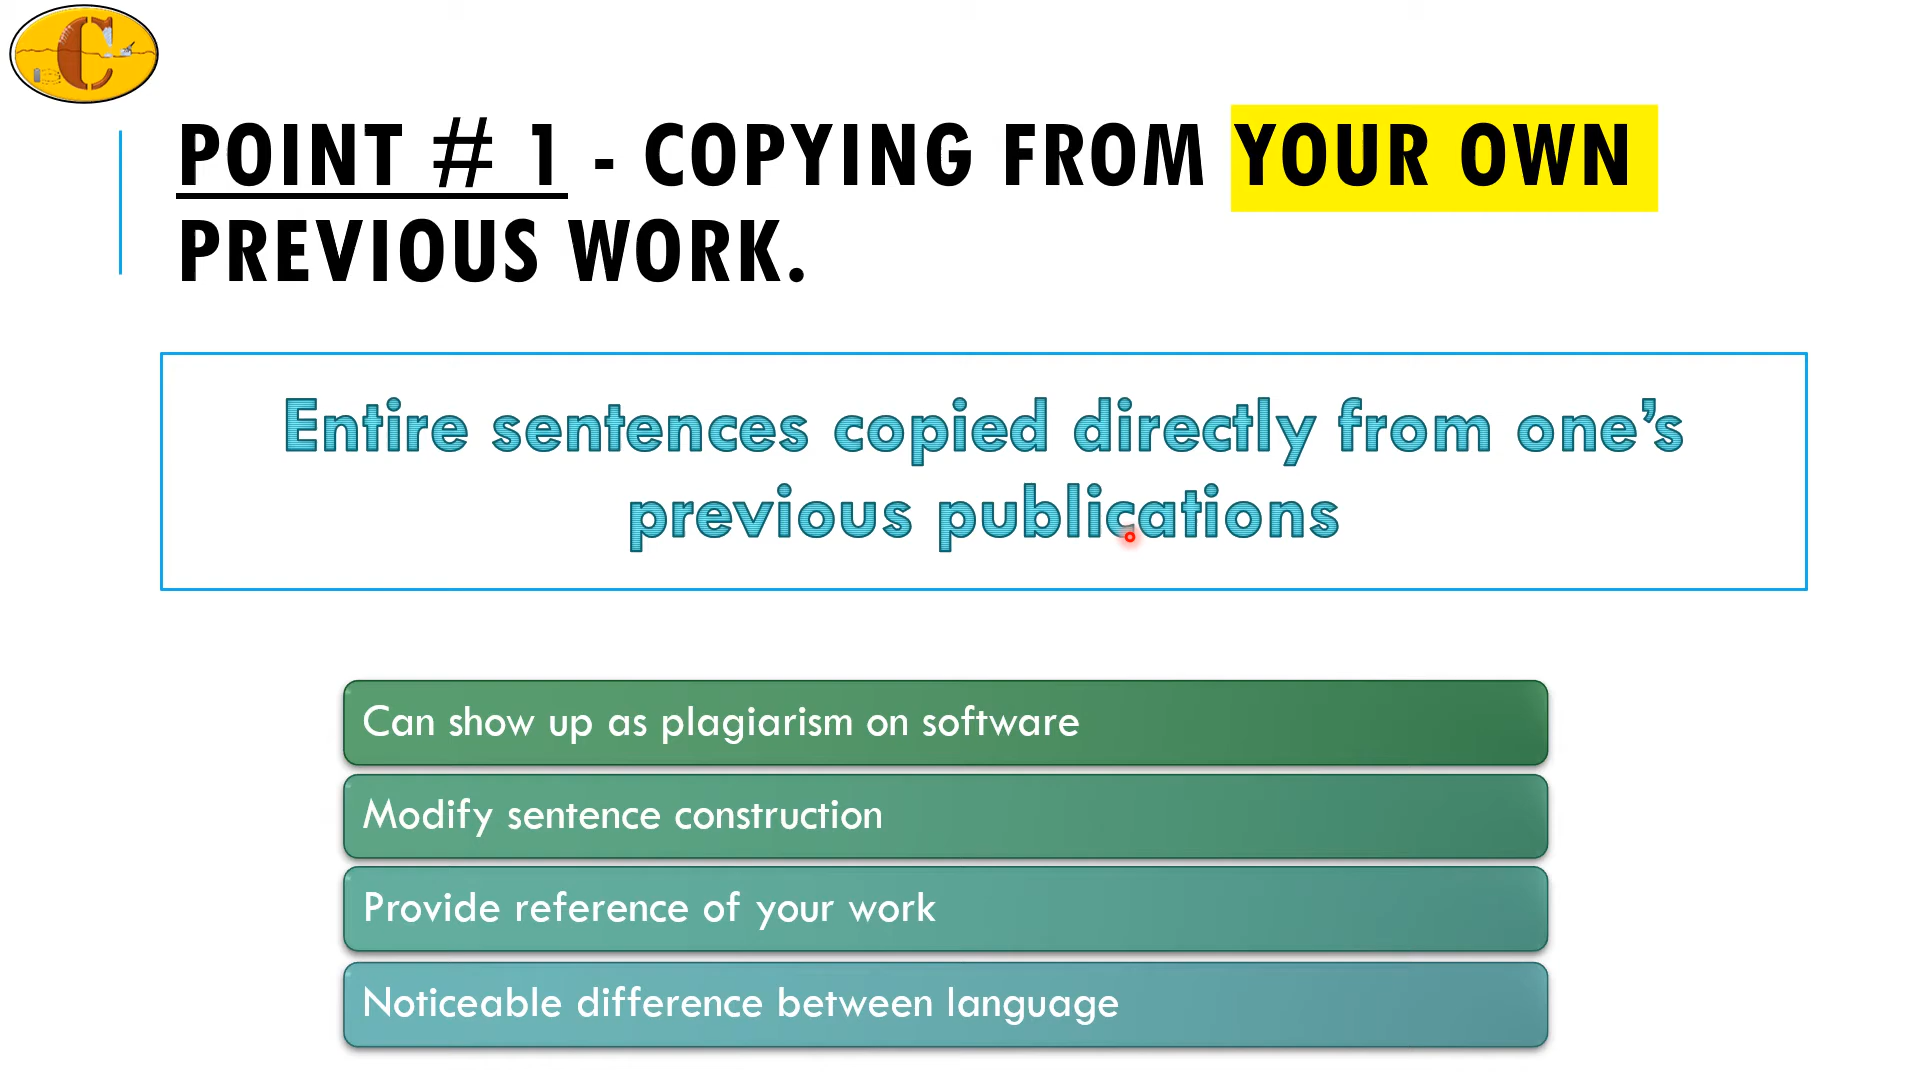 C
POINT # 1 - COPYING FROM YOUR OWN
PREVIOUS WORK.
Entire sentences copied directly from one’s
previous publications
Can show up as plagiarism on software
Modify sentence construction
Provide reference of your work
Noticeable difference between language